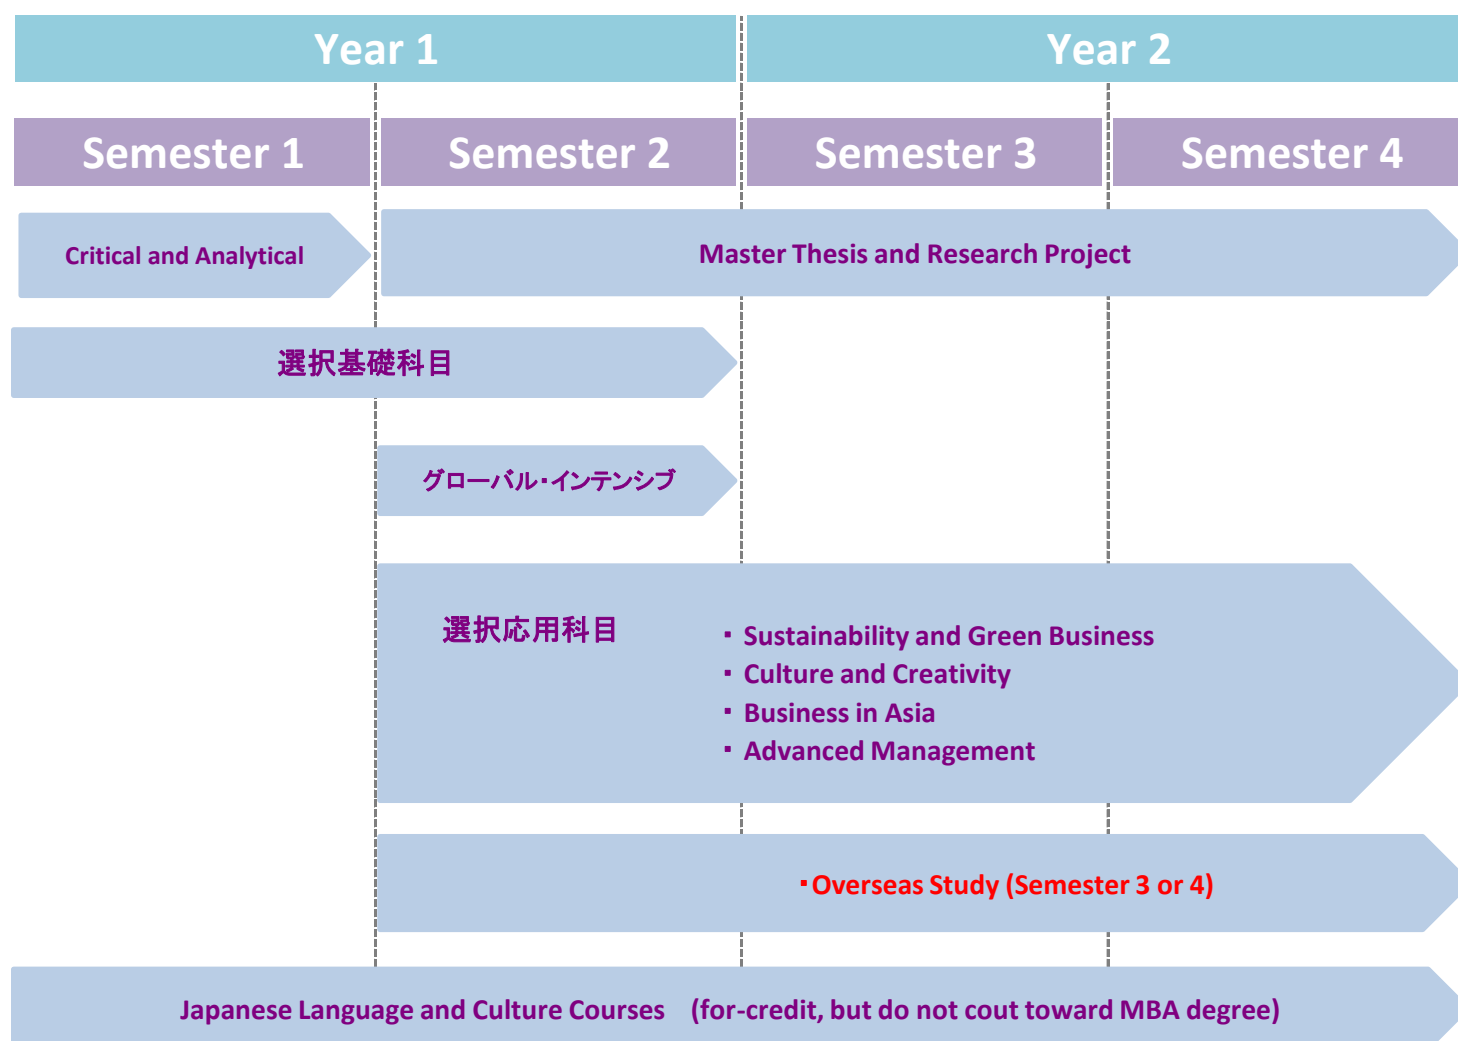 Year 1
Year 2
Semester 1
Semester 2
Semester 3
Semester 4
Critical and Analytical
Master Thesis and Research Project
選択基礎科目
グローバル・インテンシブ
選択応用科目
▪ Sustainability and Green Business
▪ Culture and Creativity
▪ Business in Asia
▪ Advanced Management
▪Overseas Study (Semester 3 or 4)
Japanese Language and Culture Courses (for-credit, but do not cout toward MBA degree)